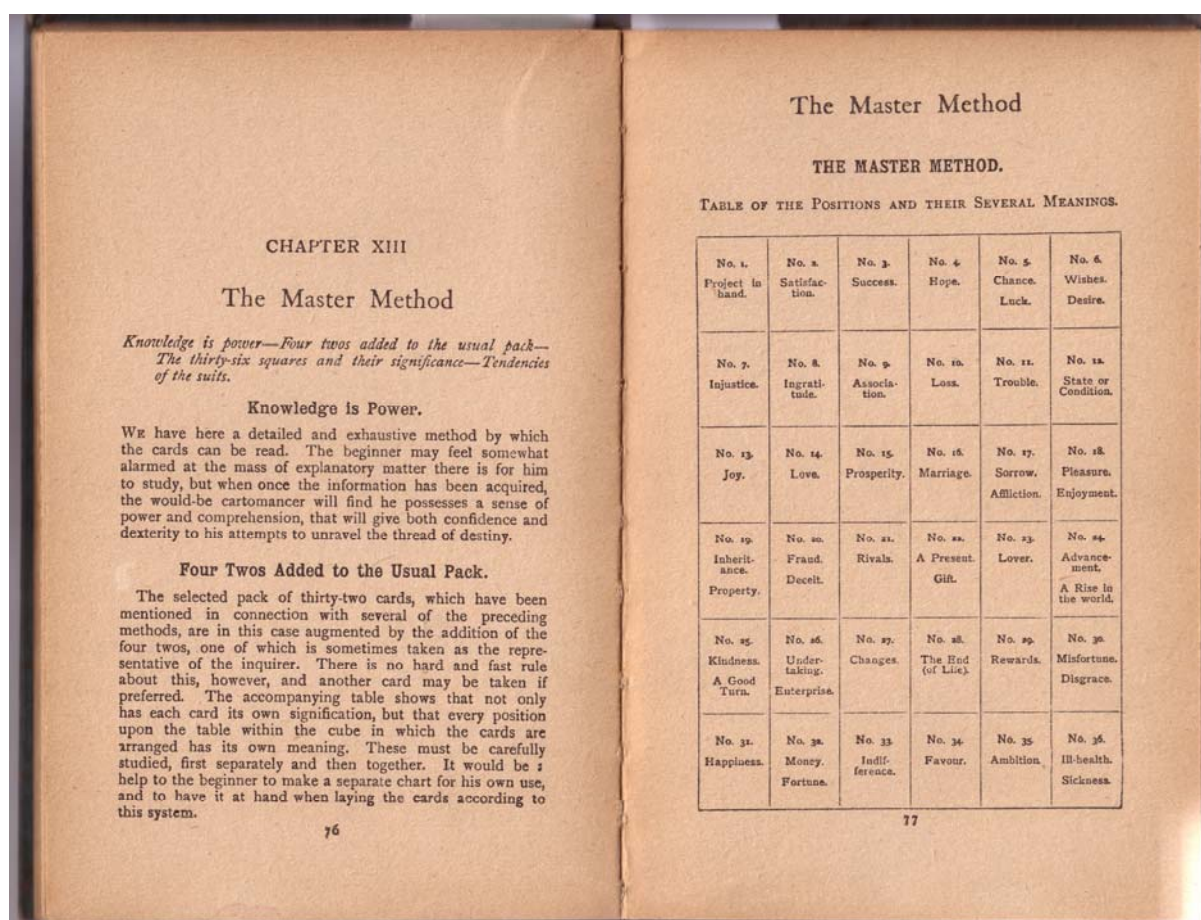 CHAPTER XIII
The Master Method
Knowledge is power—Four twos added to the usual pack—
The thirty-six squares and their significance—Tendencies
of the suits.
Knowledge is Power.
WE have here a detailed and exhaustive method by which
the cards can be read. The beginner may feel somewhat
alarmed at the mass of explanatory matter there is for him
to study, but when once the information has been acquired,
the would-be cartomancer will find he possesses a sense of
power and comprehension, that will give both confidence and
dexterity to his attempts to unravel the thread of destiny.
Four Twos Added to the Usual Pack.
The selected pack of thirty-two cards, which have been
mentioned in connection with several of the preceding
methods, are in this case augmented by the addition of the
four twos, one of which is sometimes taken as the repre-
sentative of the inquirer. There is no hard and fast rule
about this, however, and another card may be taken if
preferred. The accompanying table shows that not only
has each card its own signification, but that every position
upon the table within the cube in which the cards are
arranged has its own meaning. These must be carefully
studied, first separately and then together. It would be a
help to the beginner to make a separate chart for his own use,
and to have it at hand when laying the cards according to
this system.
76
The Master Method
THE MASTER METHOD.
TABLE OF THE POSITIONS AND THEIR SEVERAL MEANINGS.
No. 1.
Project in
hand.
No. 2.
Satisfac-
tion.
No. 3.
Success.
No. 4.
Hope.
No. 5.
Chance.
Luck.
No. 6.
Wishes.
Desire.
No. 7.
Injustice.
No. 8.
Ingrati-
tude.
No. 9.
Associa-
tion.
No. 10.
Loss.
No. 11.
Trouble.
No. 12.
State or
Condition.
No. 13.
Joy.
No. 14.
Love.
No. 15.
Prosperity.
No. 16.
Marriage.
No. 17.
Sorrow.
Affliction.
No. 18.
Pleasure.
Enjoyment.
No. 19.
Inherit-
ance.
Property.
No. 20.
Fraud.
Deceit.
No. 21.
Rivals.
No. 22.
A Present.
Gift.
No. 23.
Lover.
No. 24.
Advance-
ment.
A Rise in
the world.
No. 25.
Kindness.
A Good
Turn.
No. 26.
Under-
taking.
Enterprise.
No. 27.
Changes.
No. 28.
The End
(of Life).
No. 29.
Rewards.
No. 30.
Misfortune.
Disgrace.
No. 31.
Happiness.
No. 32.
Money.
Fortune.
No. 33.
Indif-
ference.
No. 34.
Favour.
No. 35.
Ambition.
No. 36.
Ill-health.
Sickness.
77